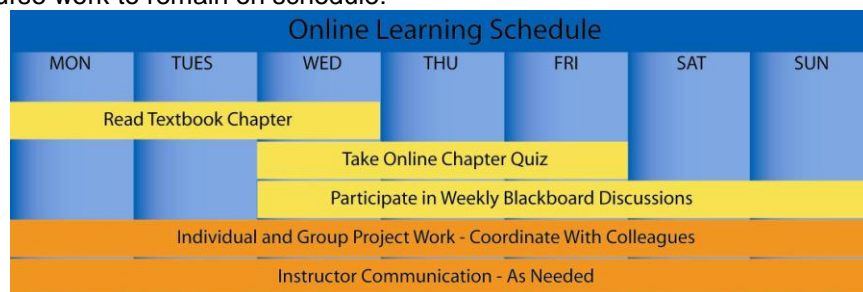 work to remain on schedule.
Online Learning Schedule
MON TUES WED THU FRI SAT SUN
Read Textbook Chapter
Take Online Chapter Quiz
Participate in Weekly Blackboard Discussions
Individual and Group Project Work - Coordinate With Colleagues
Instructor Communication - As Needed